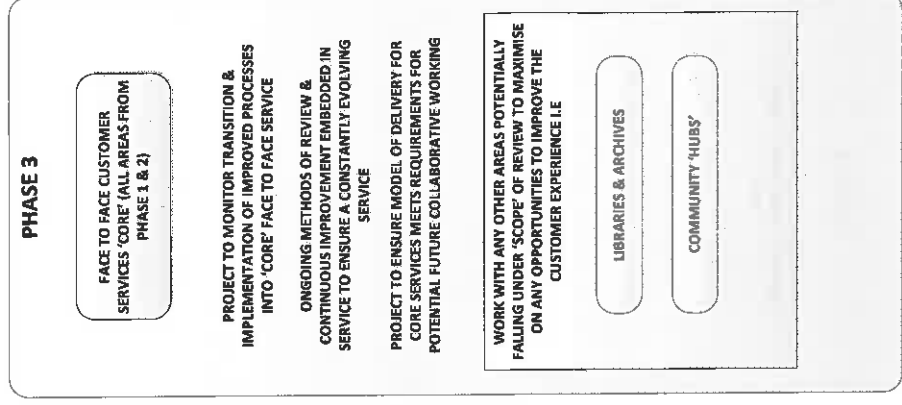 PHASE 3
FACE TO FACE CUSTOMER
SERVICES 'CORE' (ALL AREAS FROM
PHASE 1 & 2)
PROJECT TO MONITOR TRANSITION &
IMPLEMENTATION OF IMPROVED PROCESSES
INTO 'CORE' FACE TO FACE SERVICE
ONGOING METHODS OF REVIEW &
CONTINUOUS IMPROVEMENT EMBEDDED IN
SERVICE TO ENSURE A CONSTANTLY EVOLVING
SERVICE
PROJECT TO ENSURE MODEL OF DELIVERY FOR
CORE SERVICES MEETS REQUIREMENTS FOR
POTENTIAL FUTURE COLLABORATIVE WORKING
WORK WITH ANY OTHER AREAS POTENTIALLY
FALLING UNDER 'SCOPE' OF REVIEW TO MAXIMISE
ON ANY OPPORTUNITIES TO IMPROVE THE
CUSTOMER EXPERIENCE I.E
LIBRARIES & ARCHIVES
COMMUNITY 'HUBS'